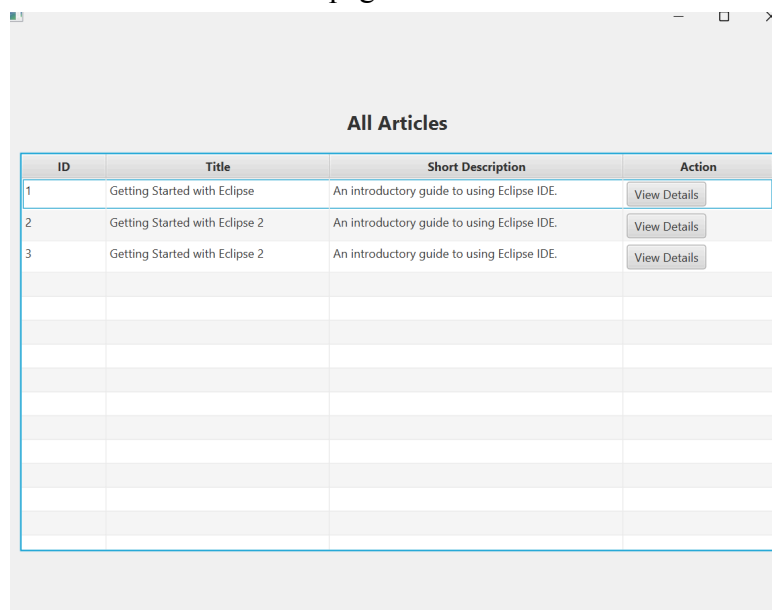 All Articles
ID Title Short Description Action
1 Getting Started with Eclipse An introductory guide to using Eclipse IDE. View Details
2 Getting Started with Eclipse 2 An introductory guide to using Eclipse IDE. View Details
3 Getting Started with Eclipse 2 An introductory guide to using Eclipse IDE. View Details